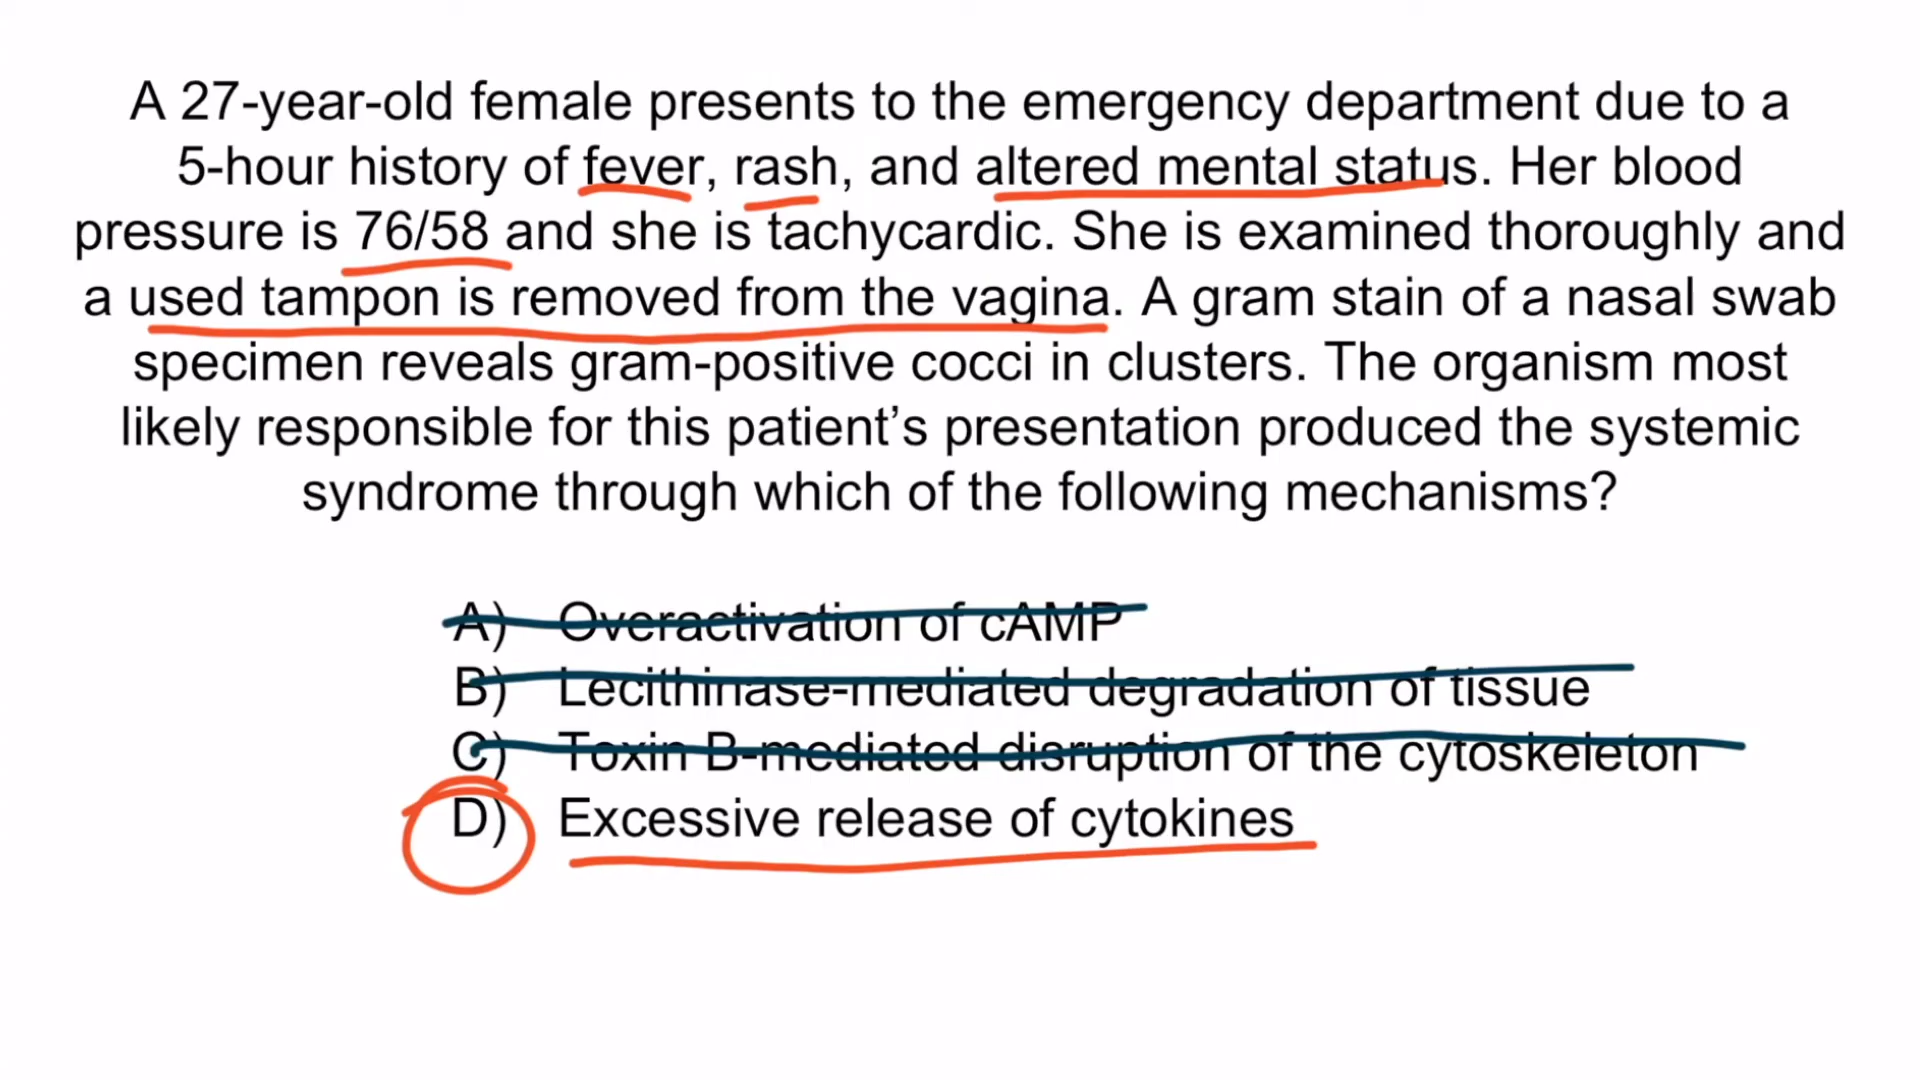 A 27-year-old female presents to the emergency department due to a
5-hour history of fever, rash, and altered mental status. Her blood
pressure is 76/58 and she is tachycardic. She is examined thoroughly and
a used tampon is removed from the vagina. A gram stain of a nasal swab
specimen reveals gram-positive cocci in clusters. The organism most
likely responsible for this patient’s presentation produced the systemic
syndrome through which of the following mechanisms?
A) Overactivation of cAMP
B) Lecithinase-mediated degradation of tissue
C) Toxin B-mediated disruption of the cytoskeleton
D) Excessive release of cytokines